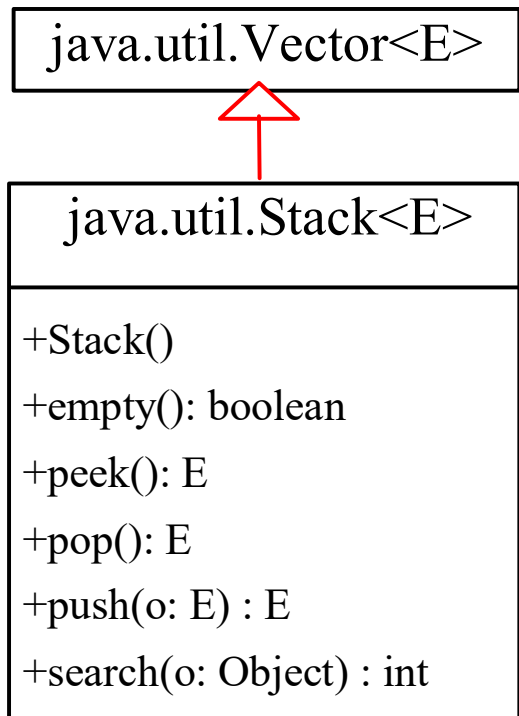 java.util.Vector<E>
java.util.Stack<E>
+Stack()
+empty(): boolean
+peek(): E
+pop(): E
+push(o: E) : E
+search(o: Object) : int